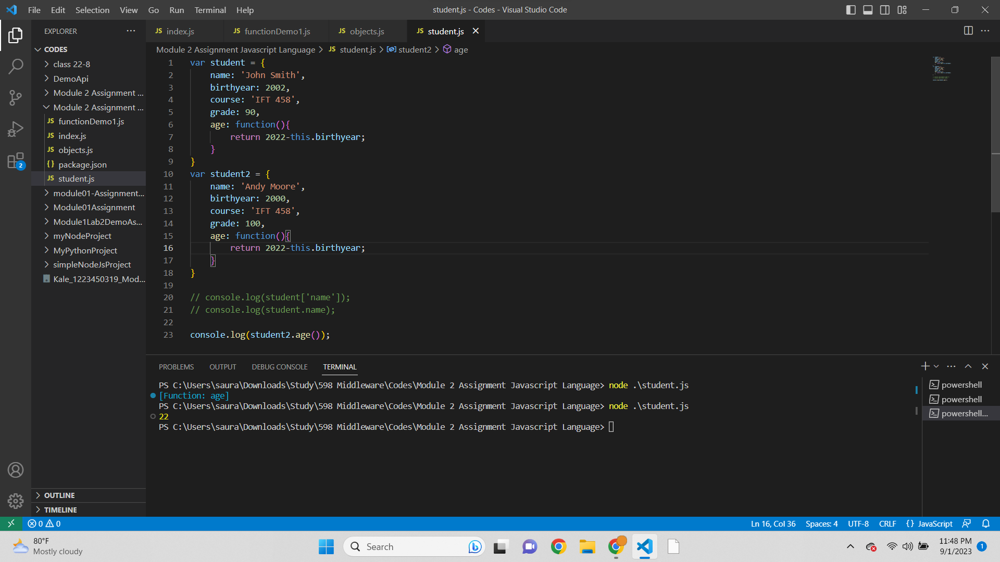 File Edit Selection View Go Run Terminal Help
student.js - Codes - Visual Studio Code
EXPLORER
CODES
class 22-8
DemoApi
Module 2 Assignment ...
Module 2 Assignment ...
functionDemo1.js
index.js
objects.js
package.json
student.js
module01-Assignment...
Module01Assignment
Module1Lab2DemoAs...
myNodeProject
MyPythonProject
simpleNodeJsProject
Kale_1223450319_Mod...
OUTLINE
TIMELINE
2
JS index.js JS functionDemo1.js JS objects.js JS student.js
Module 2 Assignment Javascript Language > JS student.js > student2 > age
1 var student = {
2 name: 'John Smith',
3 birthyear: 2002,
4 course: 'IFT 458',
5 grade: 90,
6 age: function(){
7 return 2022-this.birthyear;
8 }
9 }
10 var student2 = {
11 name: 'Andy Moore',
12 birthyear: 2000,
13 course: 'IFT 458',
14 grade: 100,
15 age: function(){
16 return 2022-this.birthyear;
17 }
18 }
19
20 // console.log(student['name']);
21 // console.log(student.name);
22
23 console.log(student2.age());
PROBLEMS OUTPUT DEBUG CONSOLE TERMINAL
PS C:\Users\saura\Downloads\Study\598 Middleware\Codes\Module 2 Assignment Javascript Language> node .\student.js
[Function: age]
PS C:\Users\saura\Downloads\Study\598 Middleware\Codes\Module 2 Assignment Javascript Language> node .\student.js
22
PS C:\Users\saura\Downloads\Study\598 Middleware\Codes\Module 2 Assignment Javascript Language>
powershell
powershell
powershell...
0 0 Ln 16, Col 36 Spaces: 4 UTF-8 CRLF {} JavaScript
80°F
Mostly cloudy
Search
11:48 PM
9/1/2023
1